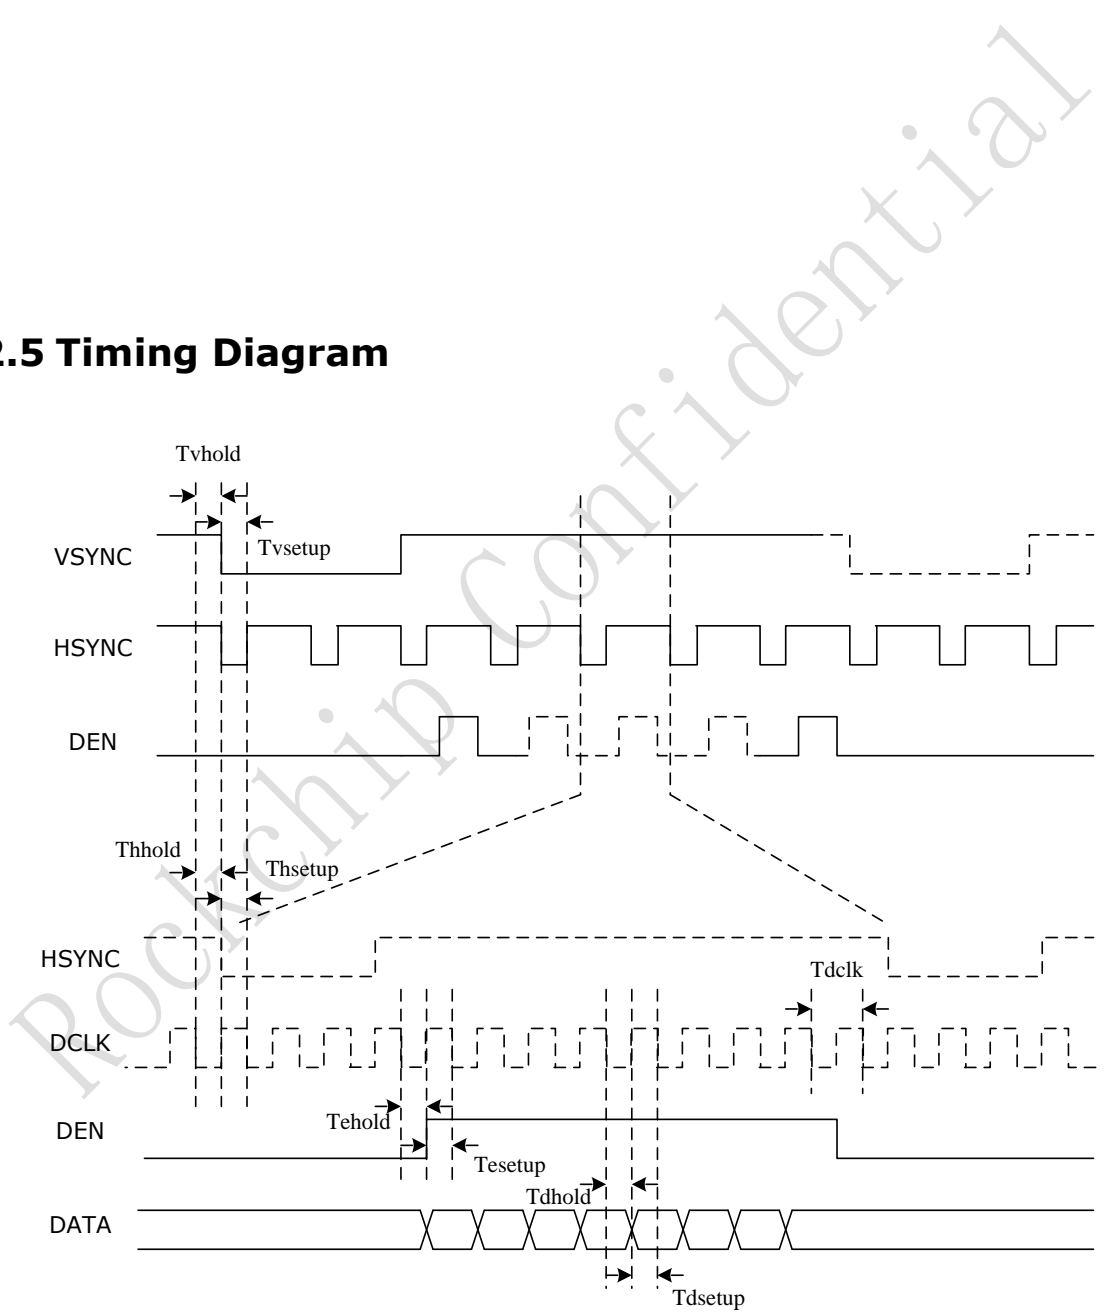 2.5 Timing Diagram
Tvhold
Tvsetup
VSYNC
HSYNC
DEN
Thhold
Thsetup
HSYNC
Tdclk
DCLK
Tehold
DEN
Tesetup
Tdhold
DATA
Tdsetup
Rockchip Confidential